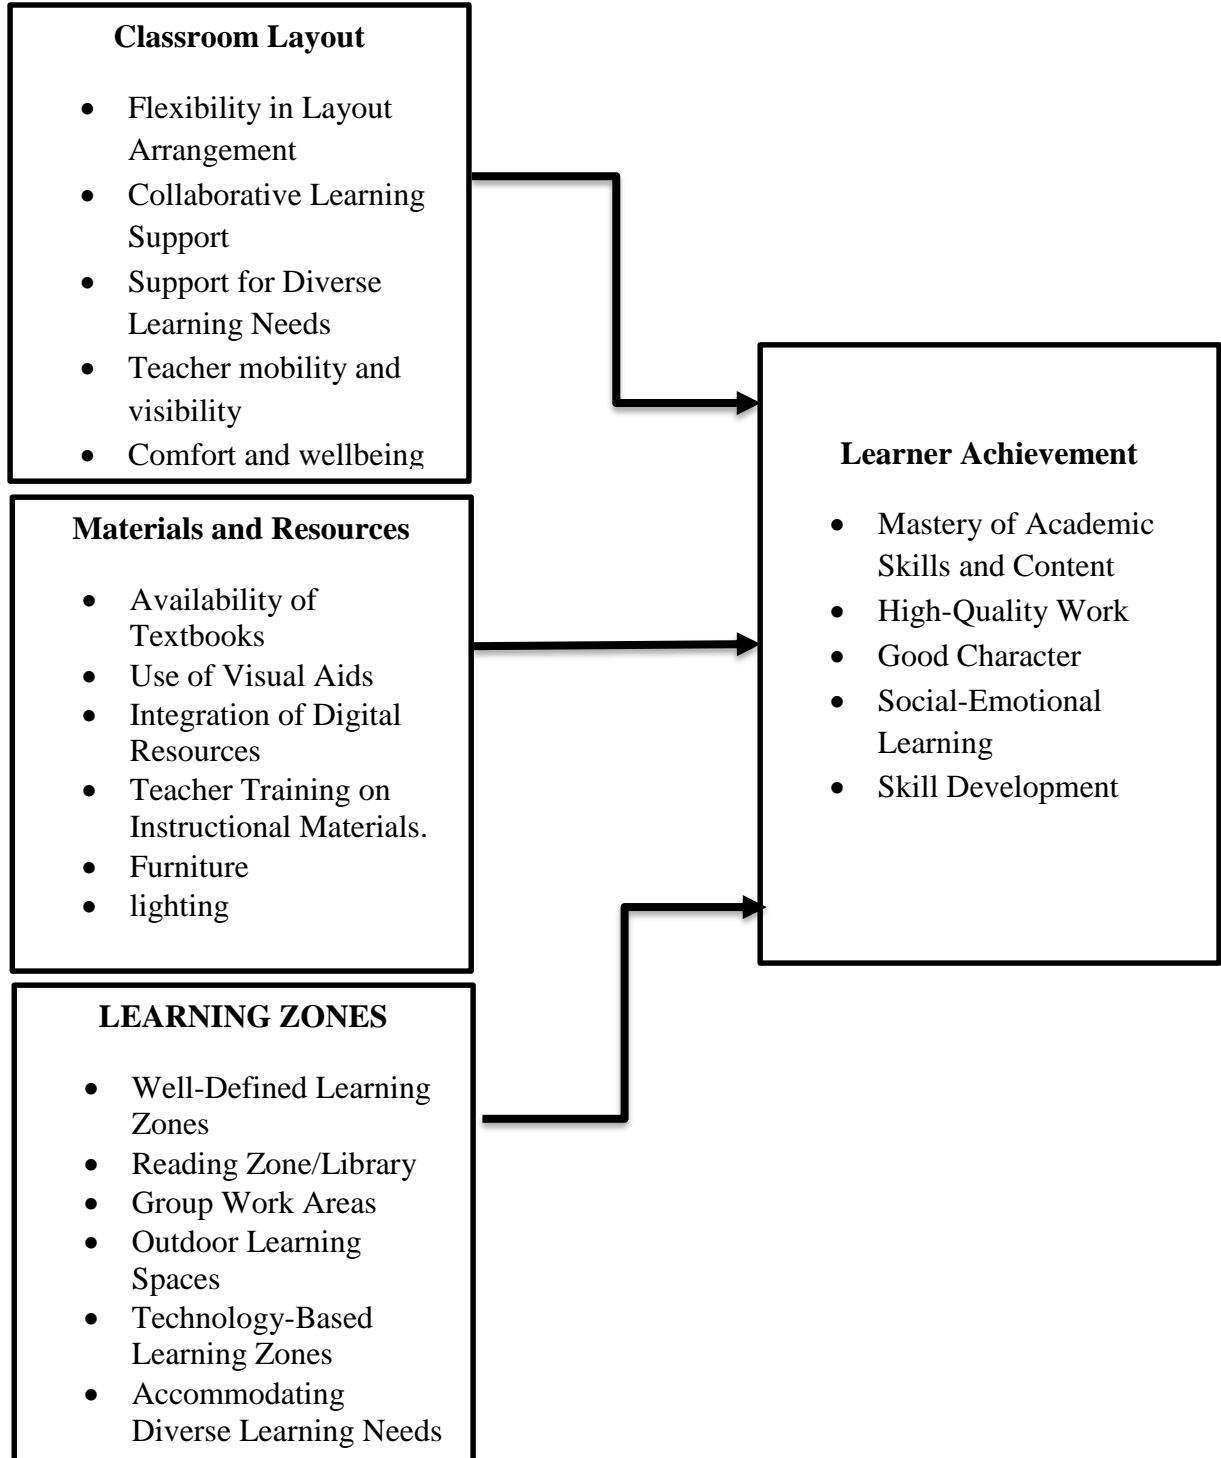 Classroom Layout
• Flexibility in Layout
Arrangement
• Collaborative Learning
Support
• Support for Diverse
Learning Needs
• Teacher mobility and
visibility
• Comfort and wellbeing
Materials and Resources
• Availability of
Textbooks
• Use of Visual Aids
• Integration of Digital
Resources
• Teacher Training on
Instructional Materials.
• Furniture
• lighting
LEARNING ZONES
• Well-Defined Learning
Zones
• Reading Zone/Library
• Group Work Areas
• Outdoor Learning
Spaces
• Technology-Based
Learning Zones
• Accommodating
Diverse Learning Needs
Learner Achievement
• Mastery of Academic
Skills and Content
• High-Quality Work
• Good Character
• Social-Emotional
Learning
• Skill Development